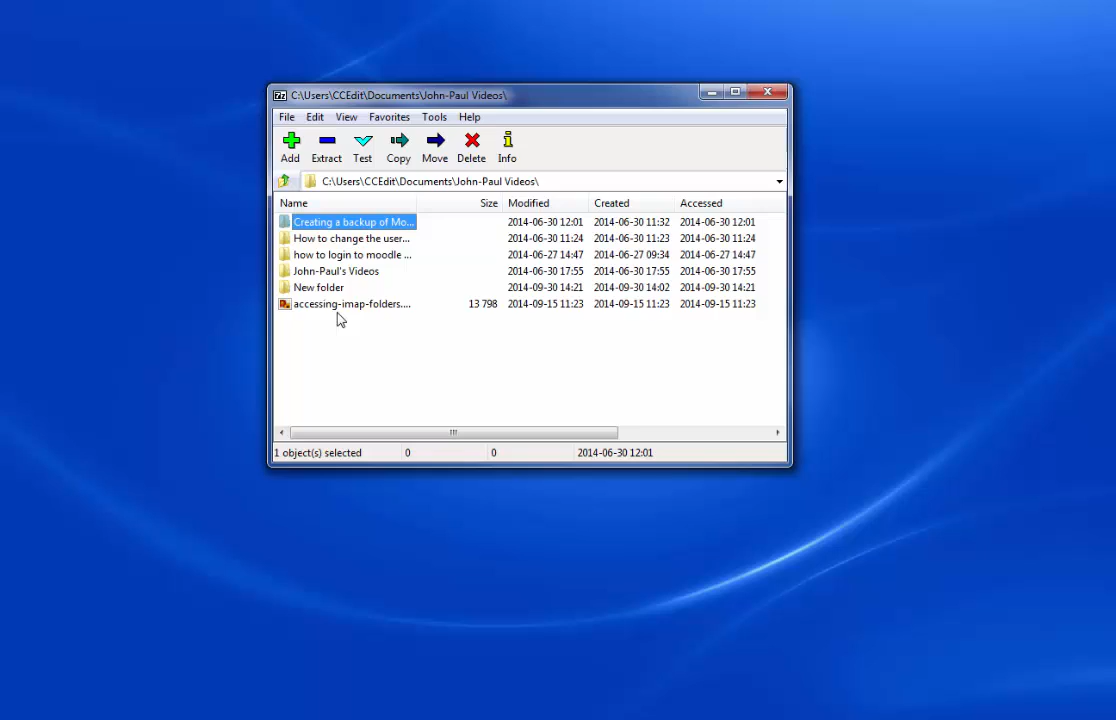 C:\Users\CCEdit\Documents\John-Paul Videos\
File Edit View Favorites Tools Help
Add Extract Test Copy Move Delete Info
C:\Users\CCEdit\Documents\John-Paul Videos\
Name Size Modified Created Accessed
Creating a backup of Mo... 2014-06-30 12:01 2014-06-30 11:32 2014-06-30 12:01
How to change the user... 2014-06-30 11:24 2014-06-30 11:23 2014-06-30 11:24
how to login to moodle ... 2014-06-27 14:47 2014-06-27 09:34 2014-06-27 14:47
John-Paul's Videos 2014-06-30 17:55 2014-06-30 17:55 2014-06-30 17:55
New folder 2014-09-30 14:21 2014-09-30 14:02 2014-09-30 14:21
accessing-imap-folders.... 13 798 2014-09-15 11:23 2014-09-15 11:23 2014-09-15 11:23
1 object(s) selected 0 0 2014-06-30 12:01